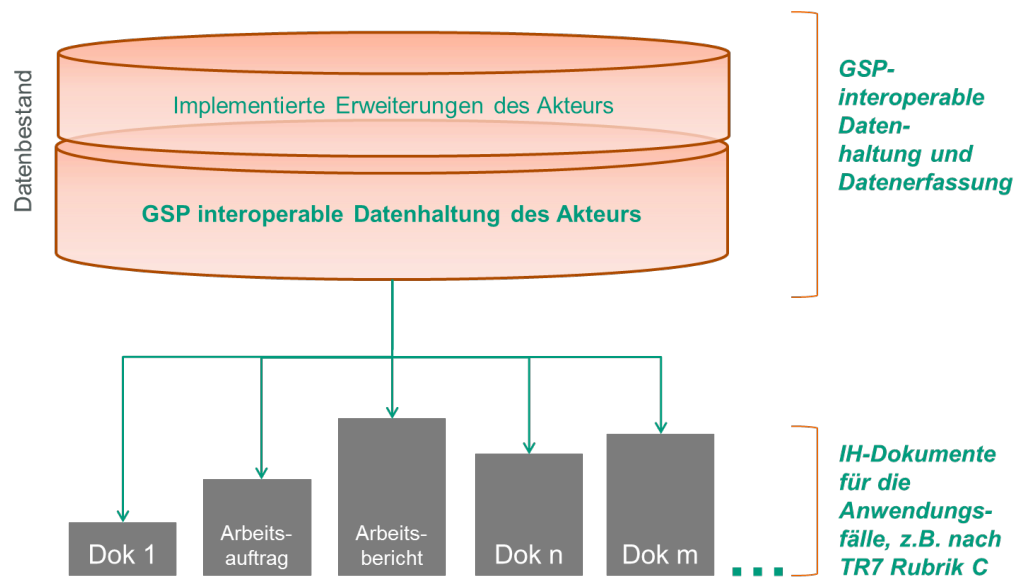 Datenbestand
Implementierte Erweiterungen des Akteurs
GSP interoperable Datenhaltung des Akteurs
GSP-
interoperable
Daten-
haltung und
Datenerfassung
Dok 1
Arbeits-
auftrag
Arbeits-
bericht
Dok n
Dok m
...
IH-Dokumente
für die
Anwendungs-
fälle, z.B. nach
TR7 Rubrik C